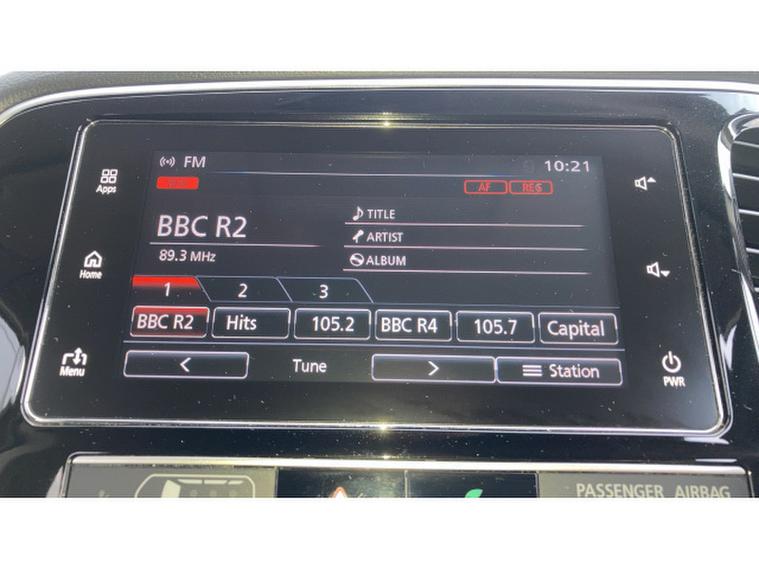 FM
10:21
AF REG
Apps
BBC R2
TITLE
89.3 MHz
ARTIST
ALBUM
Home
1 2 3
BBC R2 Hits 105.2 BBC R4 105.7 Capital
Menu
< Tune > Station
PWR
PASSENGER AIRBAG